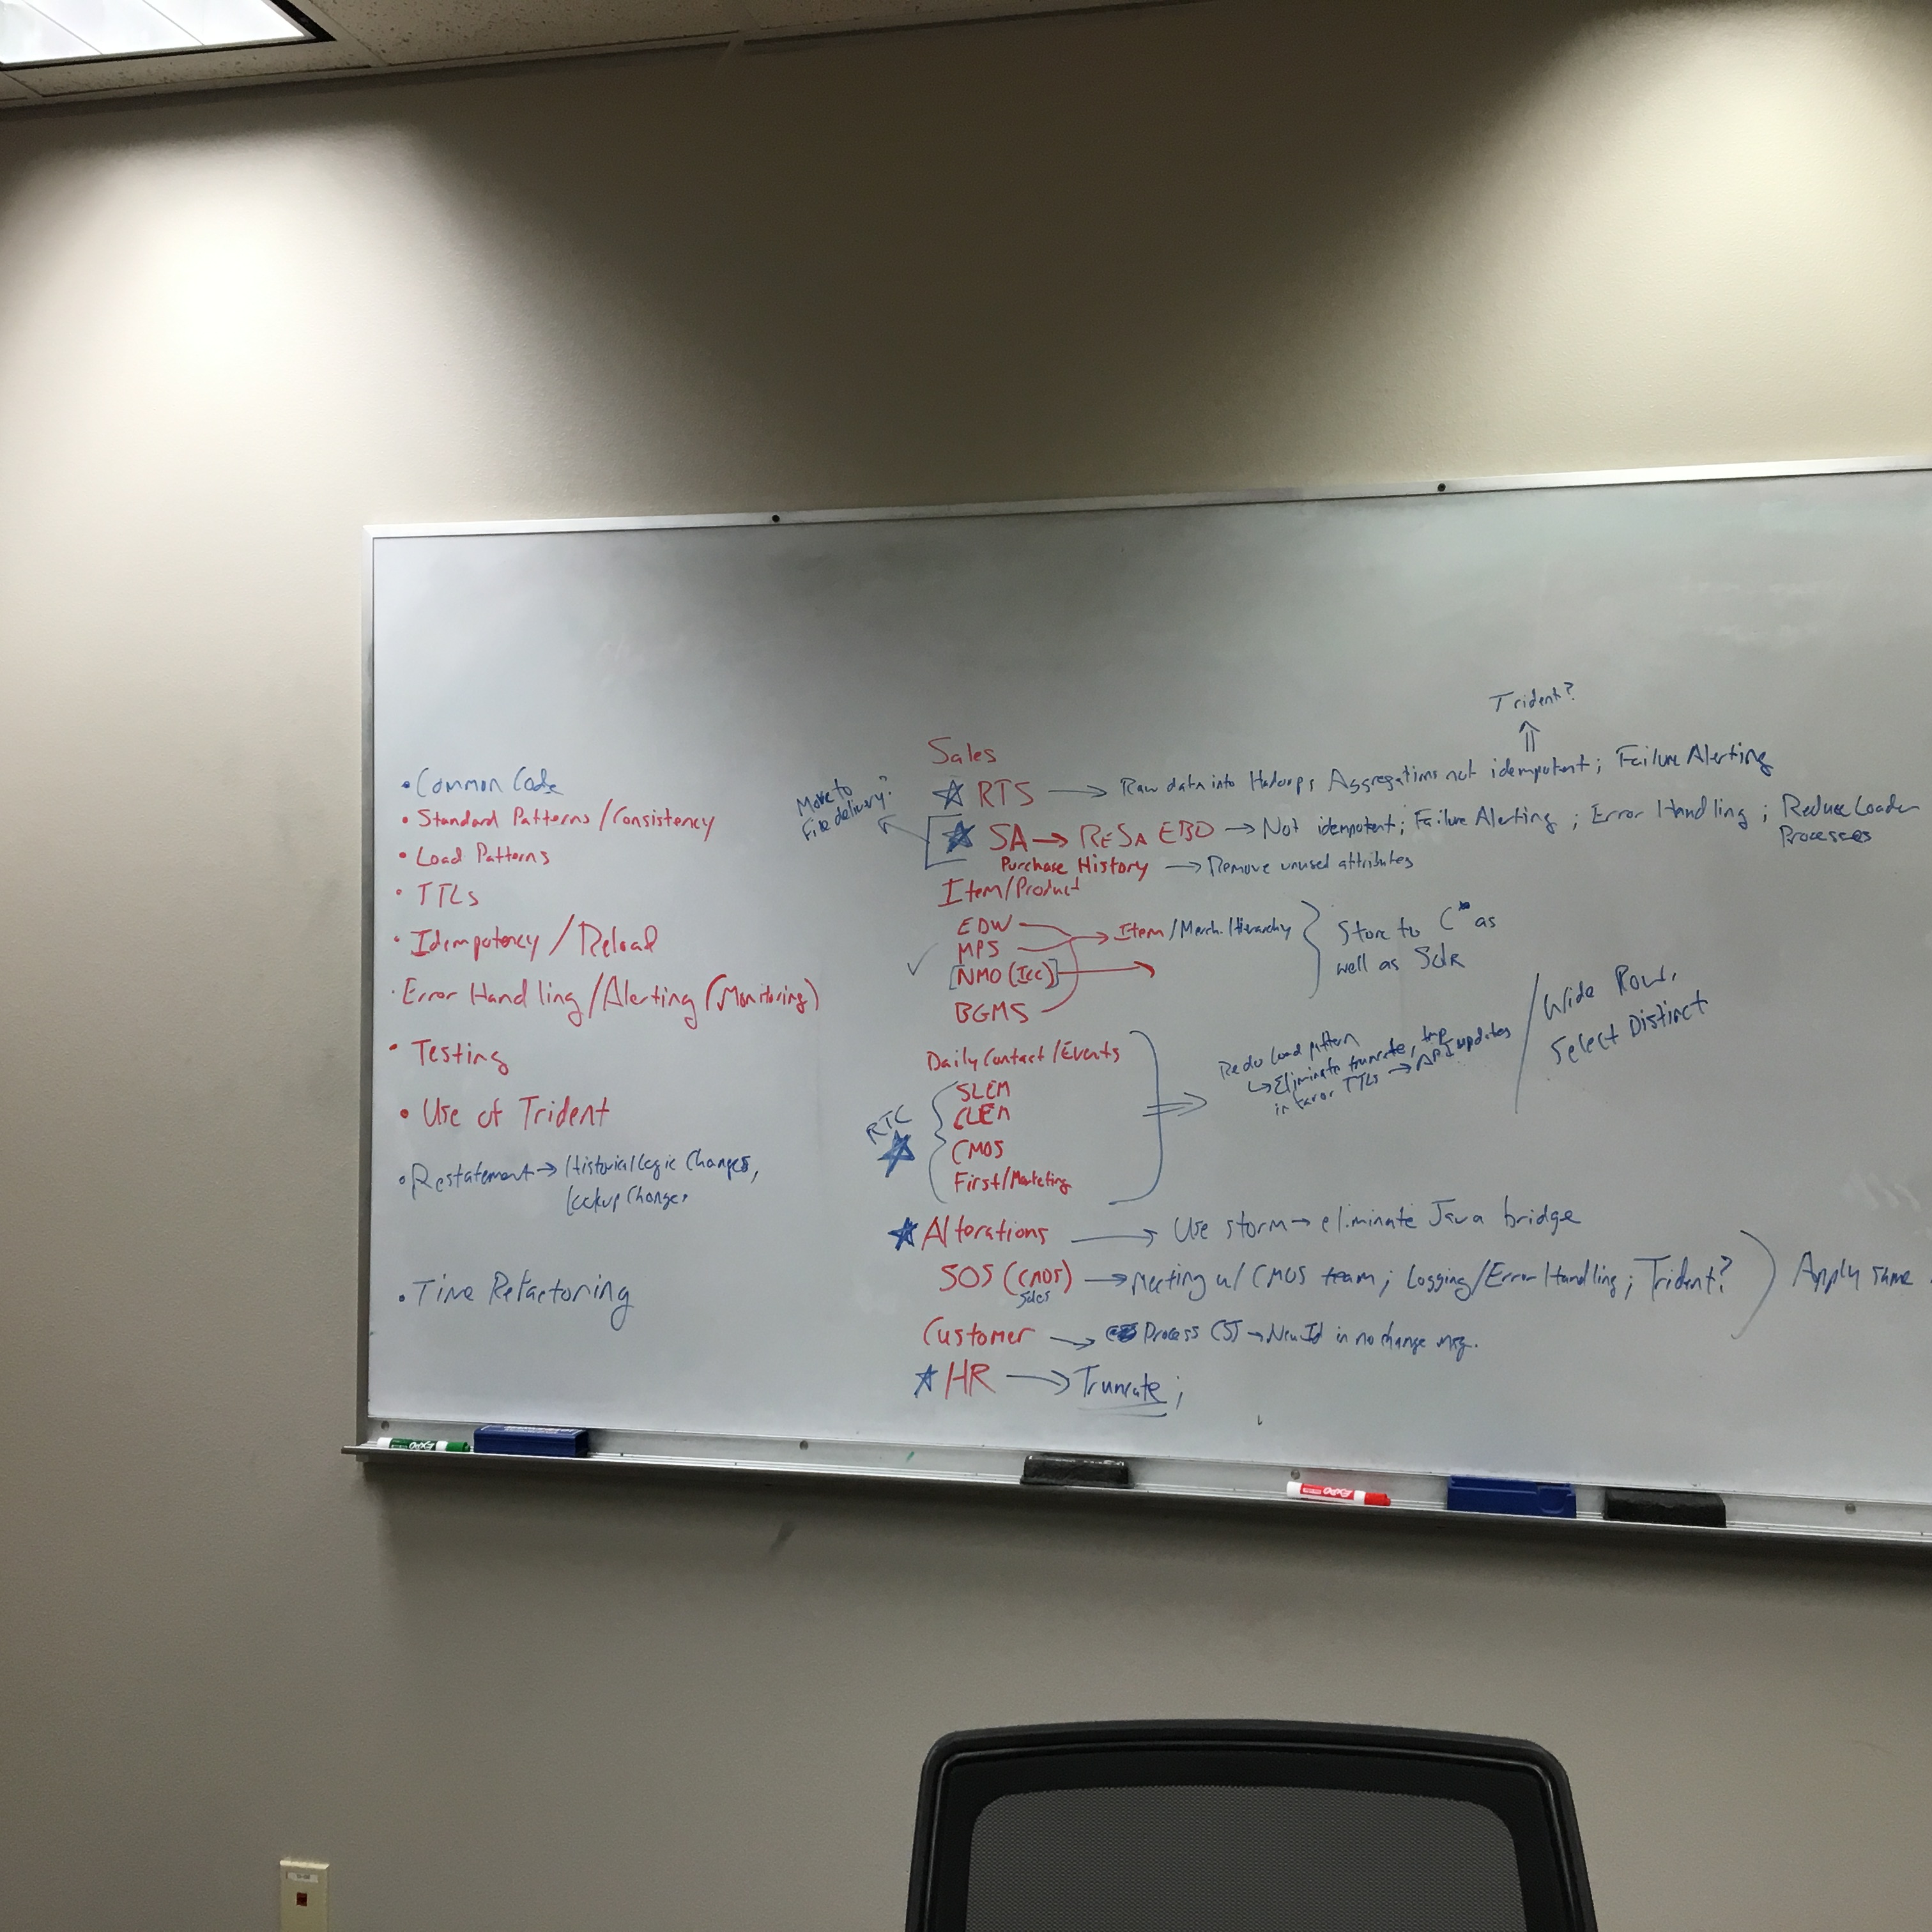 Trident?
⇑
• Common Code
• Standard Patterns/Consistency
• Load Patterns
• TTLs
• Idempotency/Reload
• Error Handling/Alerting (Monitoring)
• Testing
• Use of Trident
• Restatement → Historical Logic Changes,
Lookup Changes
• Time Refactoring
Move to
File delivery?
Sales
☆ RTS → Raw data into Hadoop; Aggregations not idempotent; Failure Alerting
★ SA → RESA EBD → Not idempotent; Failure Alerting; Error Handling; Reduce Loader
Processes
Purchase History → Remove unused attributes
Item/Product
EDW → Item/Merch. Hierarchy } Store to C* as
well as Solr
✓ MPS
[NMO (Icc)] →
BGMS
Daily Contact/Events
RTC
★
SLEM
CLEM
CMOS
First/Marketing
Redo load pattern
↳ Eliminate truncate, tmp
in favor TTLs → API updates
/ Wide Row,
Select Distinct
★ Alterations → Use storm → eliminate Java bridge
SOS (CMOS) → Meeting w/ CMOS team; Logging/Error Handling; Trident? ) Apply same
Sales
Customer → Process CSJ → New Id in no change msg.
☆ HR → Truncate;
EXPO
EXPO